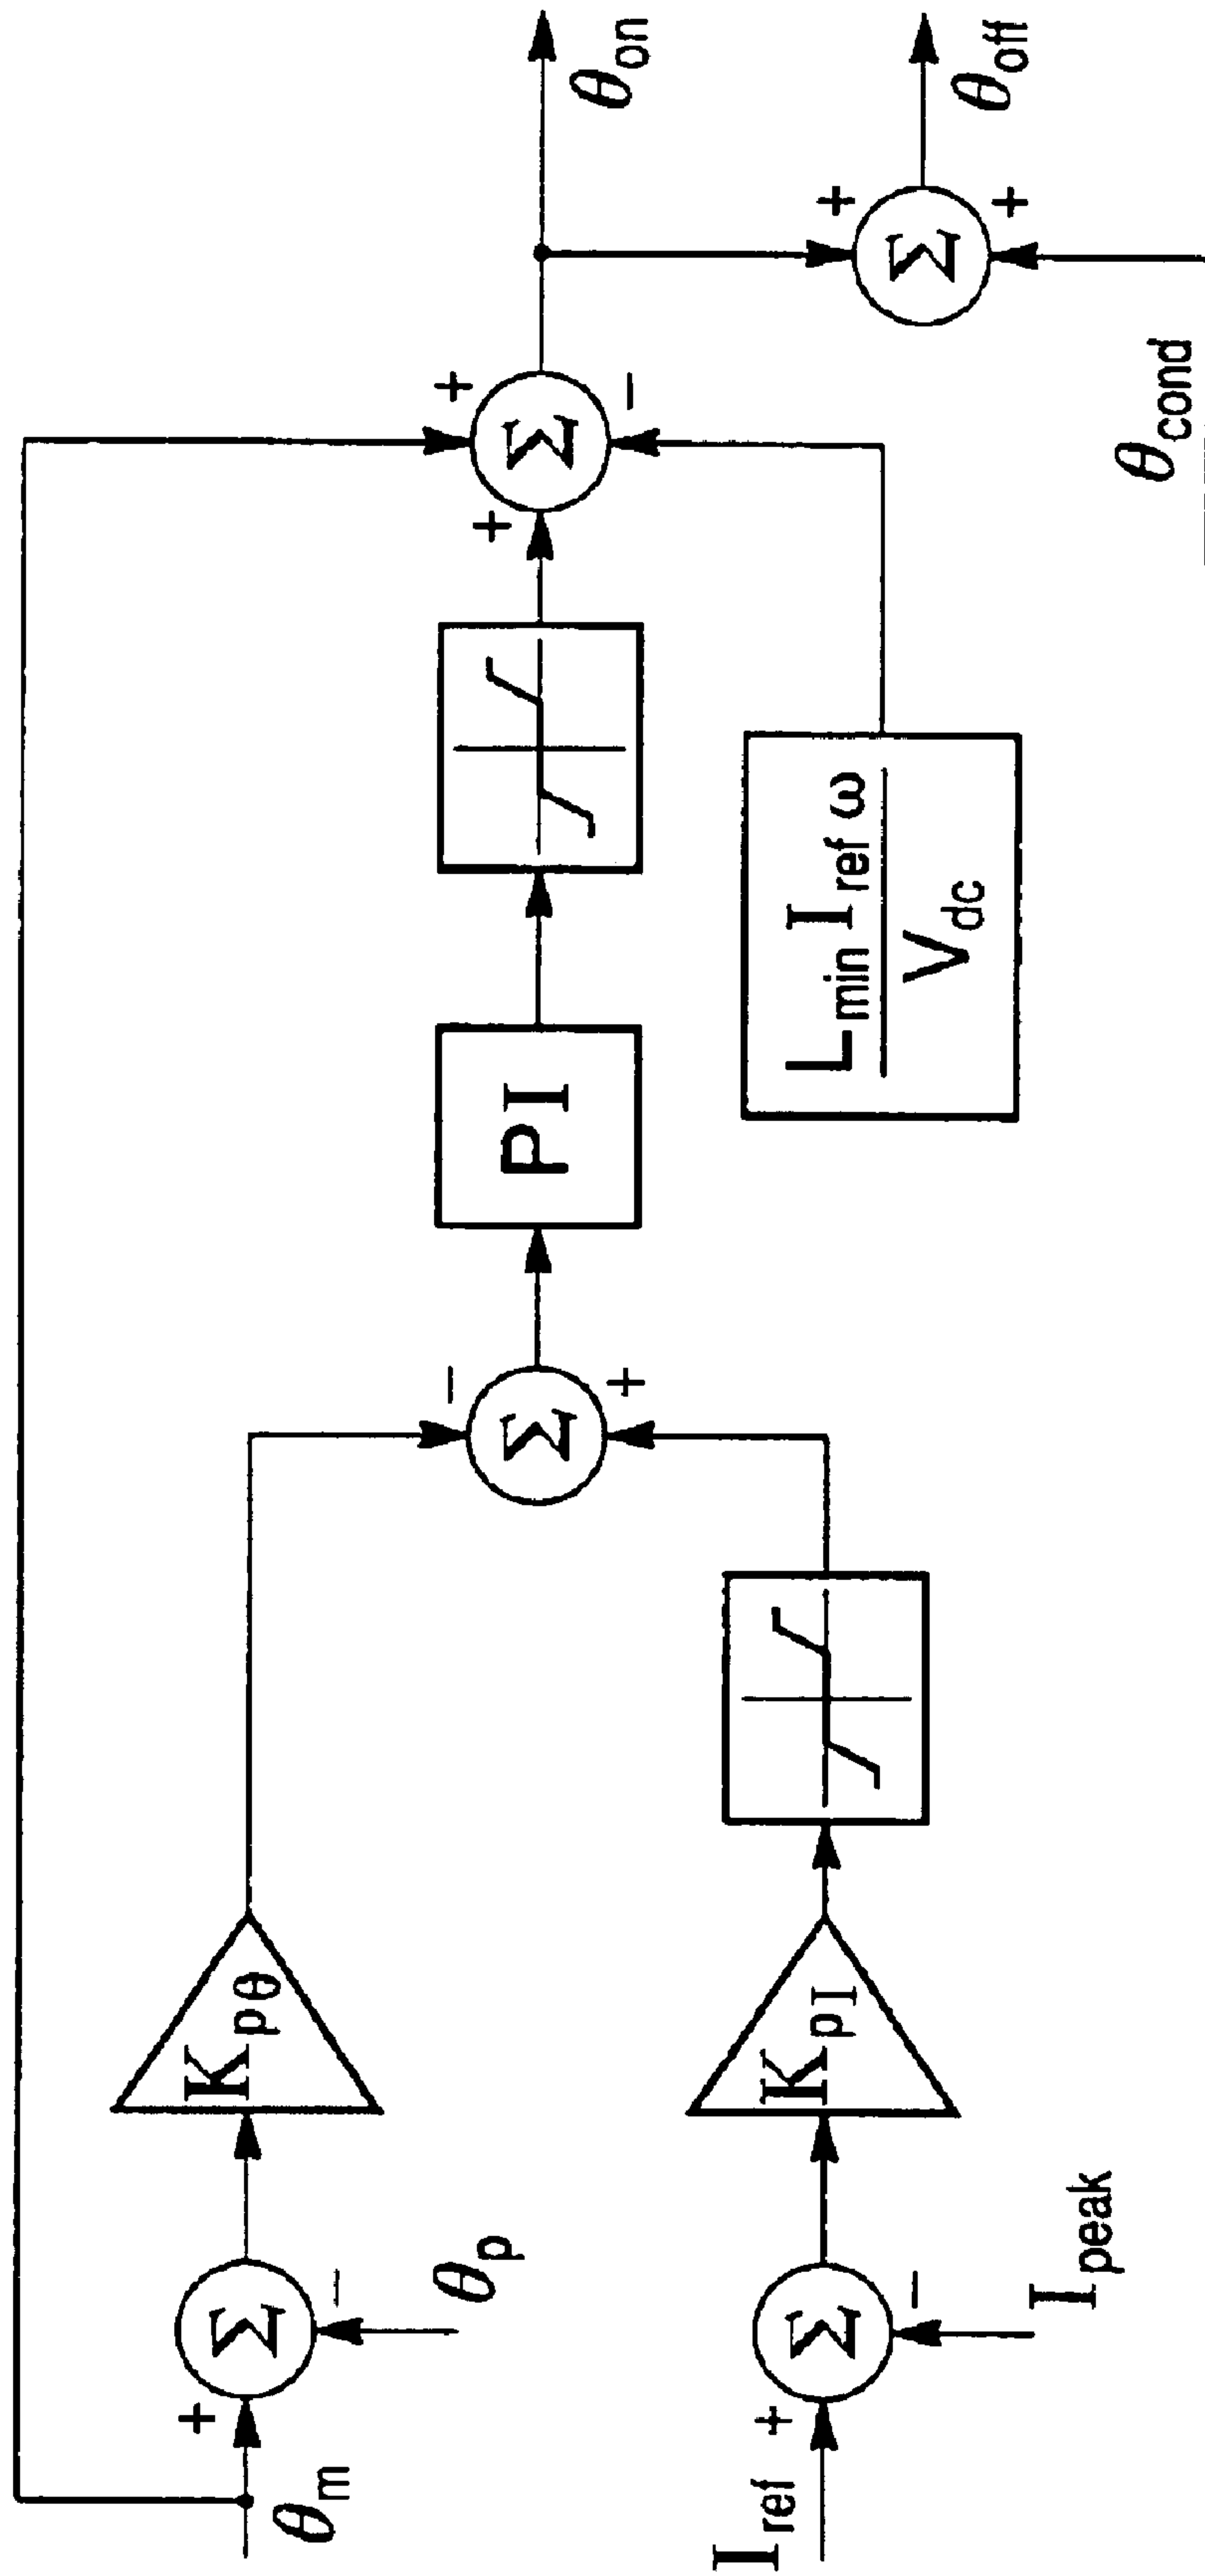 θm
+
Σ
−
θp
Kpθ
Iref
+
Σ
−
Ipeak
KpI
−
Σ
+
PI
Lmin Iref ω
Vdc
+
+
Σ
−
θon
+
Σ
+
θoff
θcond